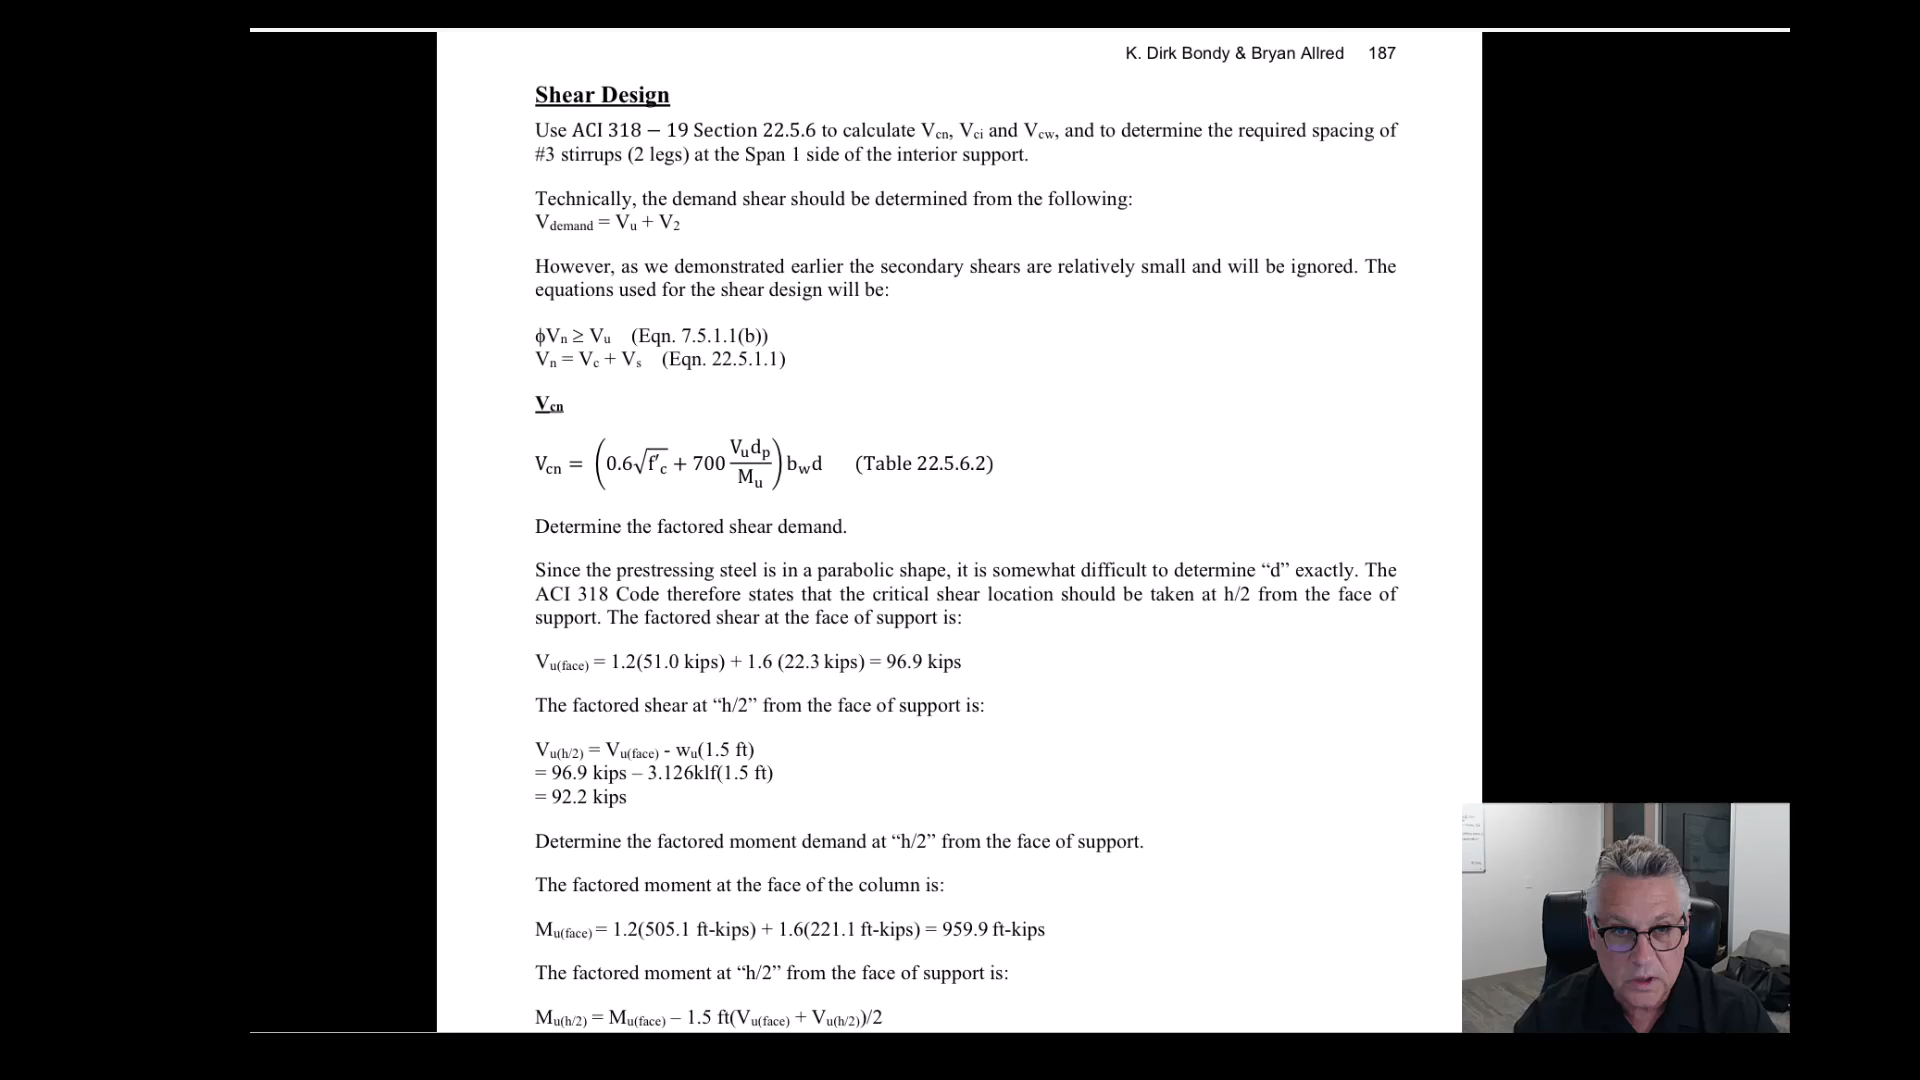 K. Dirk Bondy & Bryan Allred 187
Shear Design
Use ACI 318 – 19 Section 22.5.6 to calculate Vcn, Vci and Vcw, and to determine the required spacing of
#3 stirrups (2 legs) at the Span 1 side of the interior support.
Technically, the demand shear should be determined from the following:
Vdemand = Vu + V2
However, as we demonstrated earlier the secondary shears are relatively small and will be ignored. The
equations used for the shear design will be:
ϕVn ≥ Vu (Eqn. 7.5.1.1(b))
Vn = Vc + Vs (Eqn. 22.5.1.1)
Vcn
Vcn = (0.6√f'c + 700 Vudp/Mu) bwd (Table 22.5.6.2)
Determine the factored shear demand.
Since the prestressing steel is in a parabolic shape, it is somewhat difficult to determine “d” exactly. The
ACI 318 Code therefore states that the critical shear location should be taken at h/2 from the face of
support. The factored shear at the face of support is:
Vu(face) = 1.2(51.0 kips) + 1.6 (22.3 kips) = 96.9 kips
The factored shear at “h/2” from the face of support is:
Vu(h/2) = Vu(face) - wu(1.5 ft)
= 96.9 kips – 3.126klf(1.5 ft)
= 92.2 kips
Determine the factored moment demand at “h/2” from the face of support.
The factored moment at the face of the column is:
Mu(face) = 1.2(505.1 ft-kips) + 1.6(221.1 ft-kips) = 959.9 ft-kips
The factored moment at “h/2” from the face of support is:
Mu(h/2) = Mu(face) – 1.5 ft(Vu(face) + Vu(h/2))/2